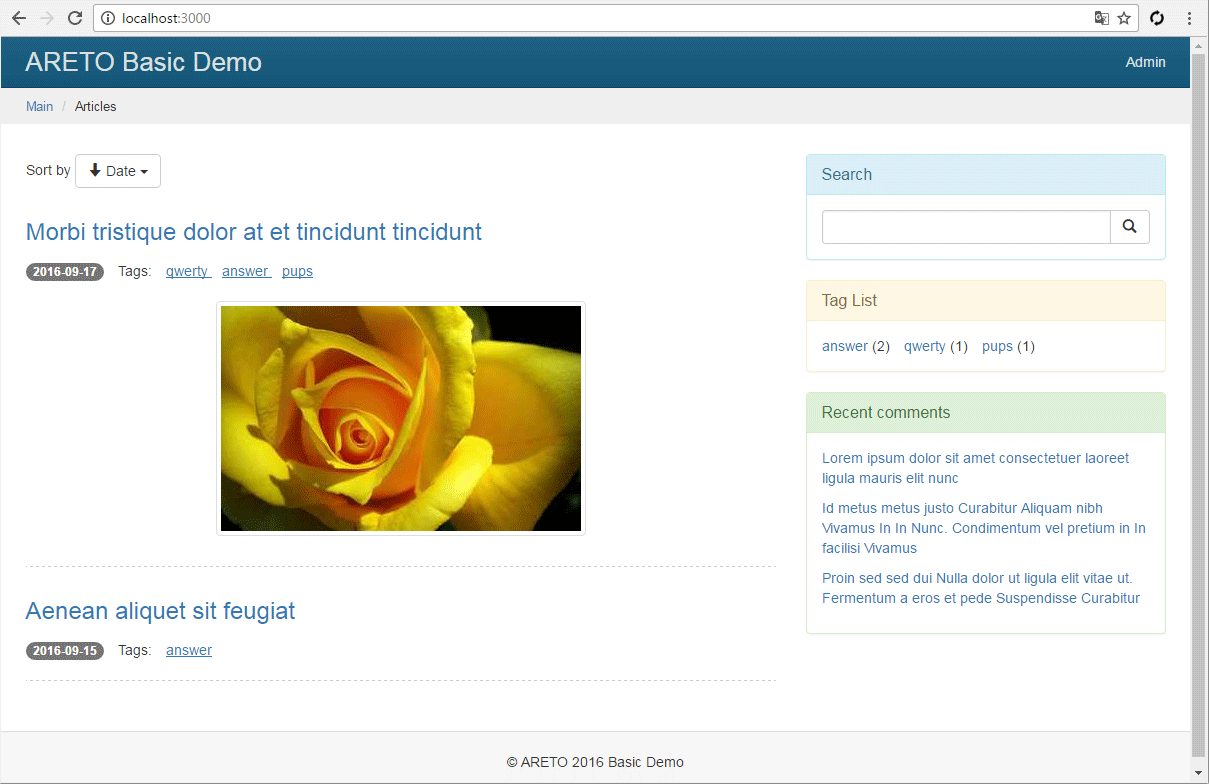 localhost:3000
ARETO Basic Demo
Admin
Main / Articles
Sort by Date
Morbi tristique dolor at et tincidunt tincidunt
2016-09-17 Tags: qwerty answer pups
Aenean aliquet sit feugiat
2016-09-15 Tags: answer
Search
Tag List
answer (2) qwerty (1) pups (1)
Recent comments
Lorem ipsum dolor sit amet consectetuer laoreet
ligula mauris elit nunc
Id metus metus justo Curabitur Aliquam nibh
Vivamus In In Nunc. Condimentum vel pretium in In
facilisi Vivamus
Proin sed sed dui Nulla dolor ut ligula elit vitae ut.
Fermentum a eros et pede Suspendisse Curabitur
© ARETO 2016 Basic Demo